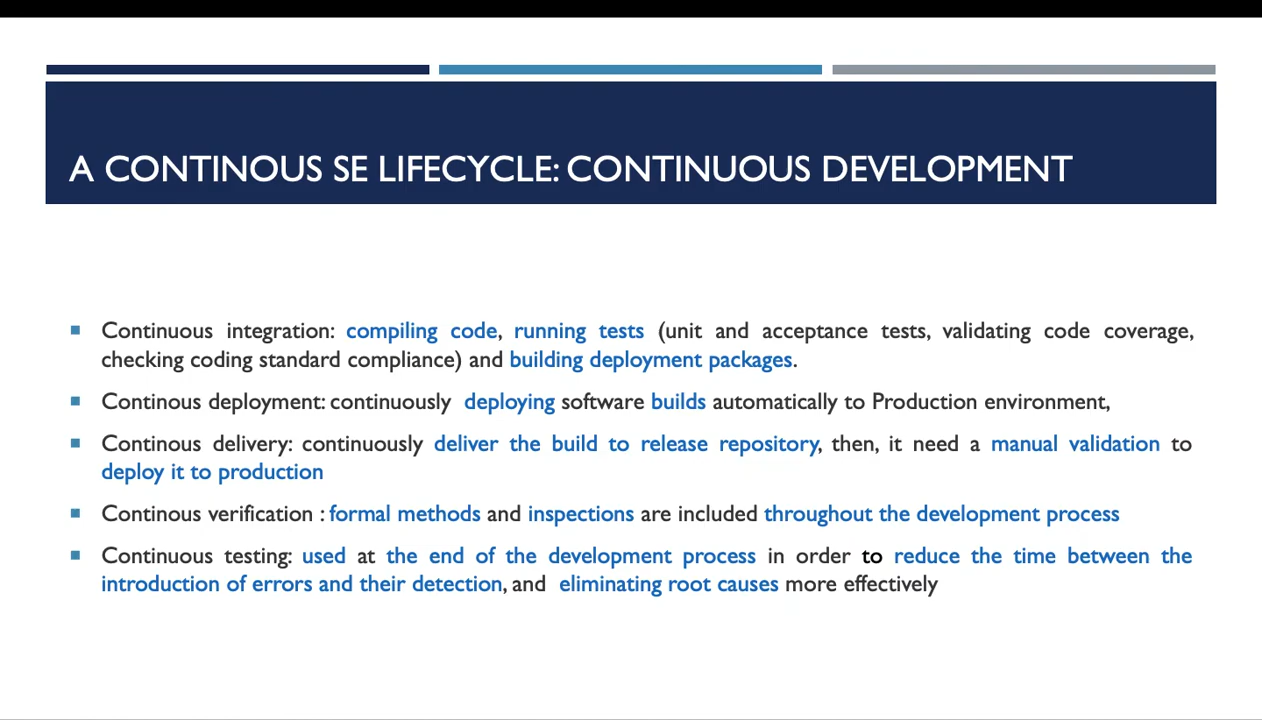 A CONTINOUS SE LIFECYCLE: CONTINUOUS DEVELOPMENT
Continuous integration: compiling code, running tests (unit and acceptance tests, validating code coverage,
checking coding standard compliance) and building deployment packages.
Continous deployment: continuously deploying software builds automatically to Production environment,
Continous delivery: continuously deliver the build to release repository, then, it need a manual validation to
deploy it to production
Continous verification : formal methods and inspections are included throughout the development process
Continuous testing: used at the end of the development process in order to reduce the time between the
introduction of errors and their detection, and eliminating root causes more effectively